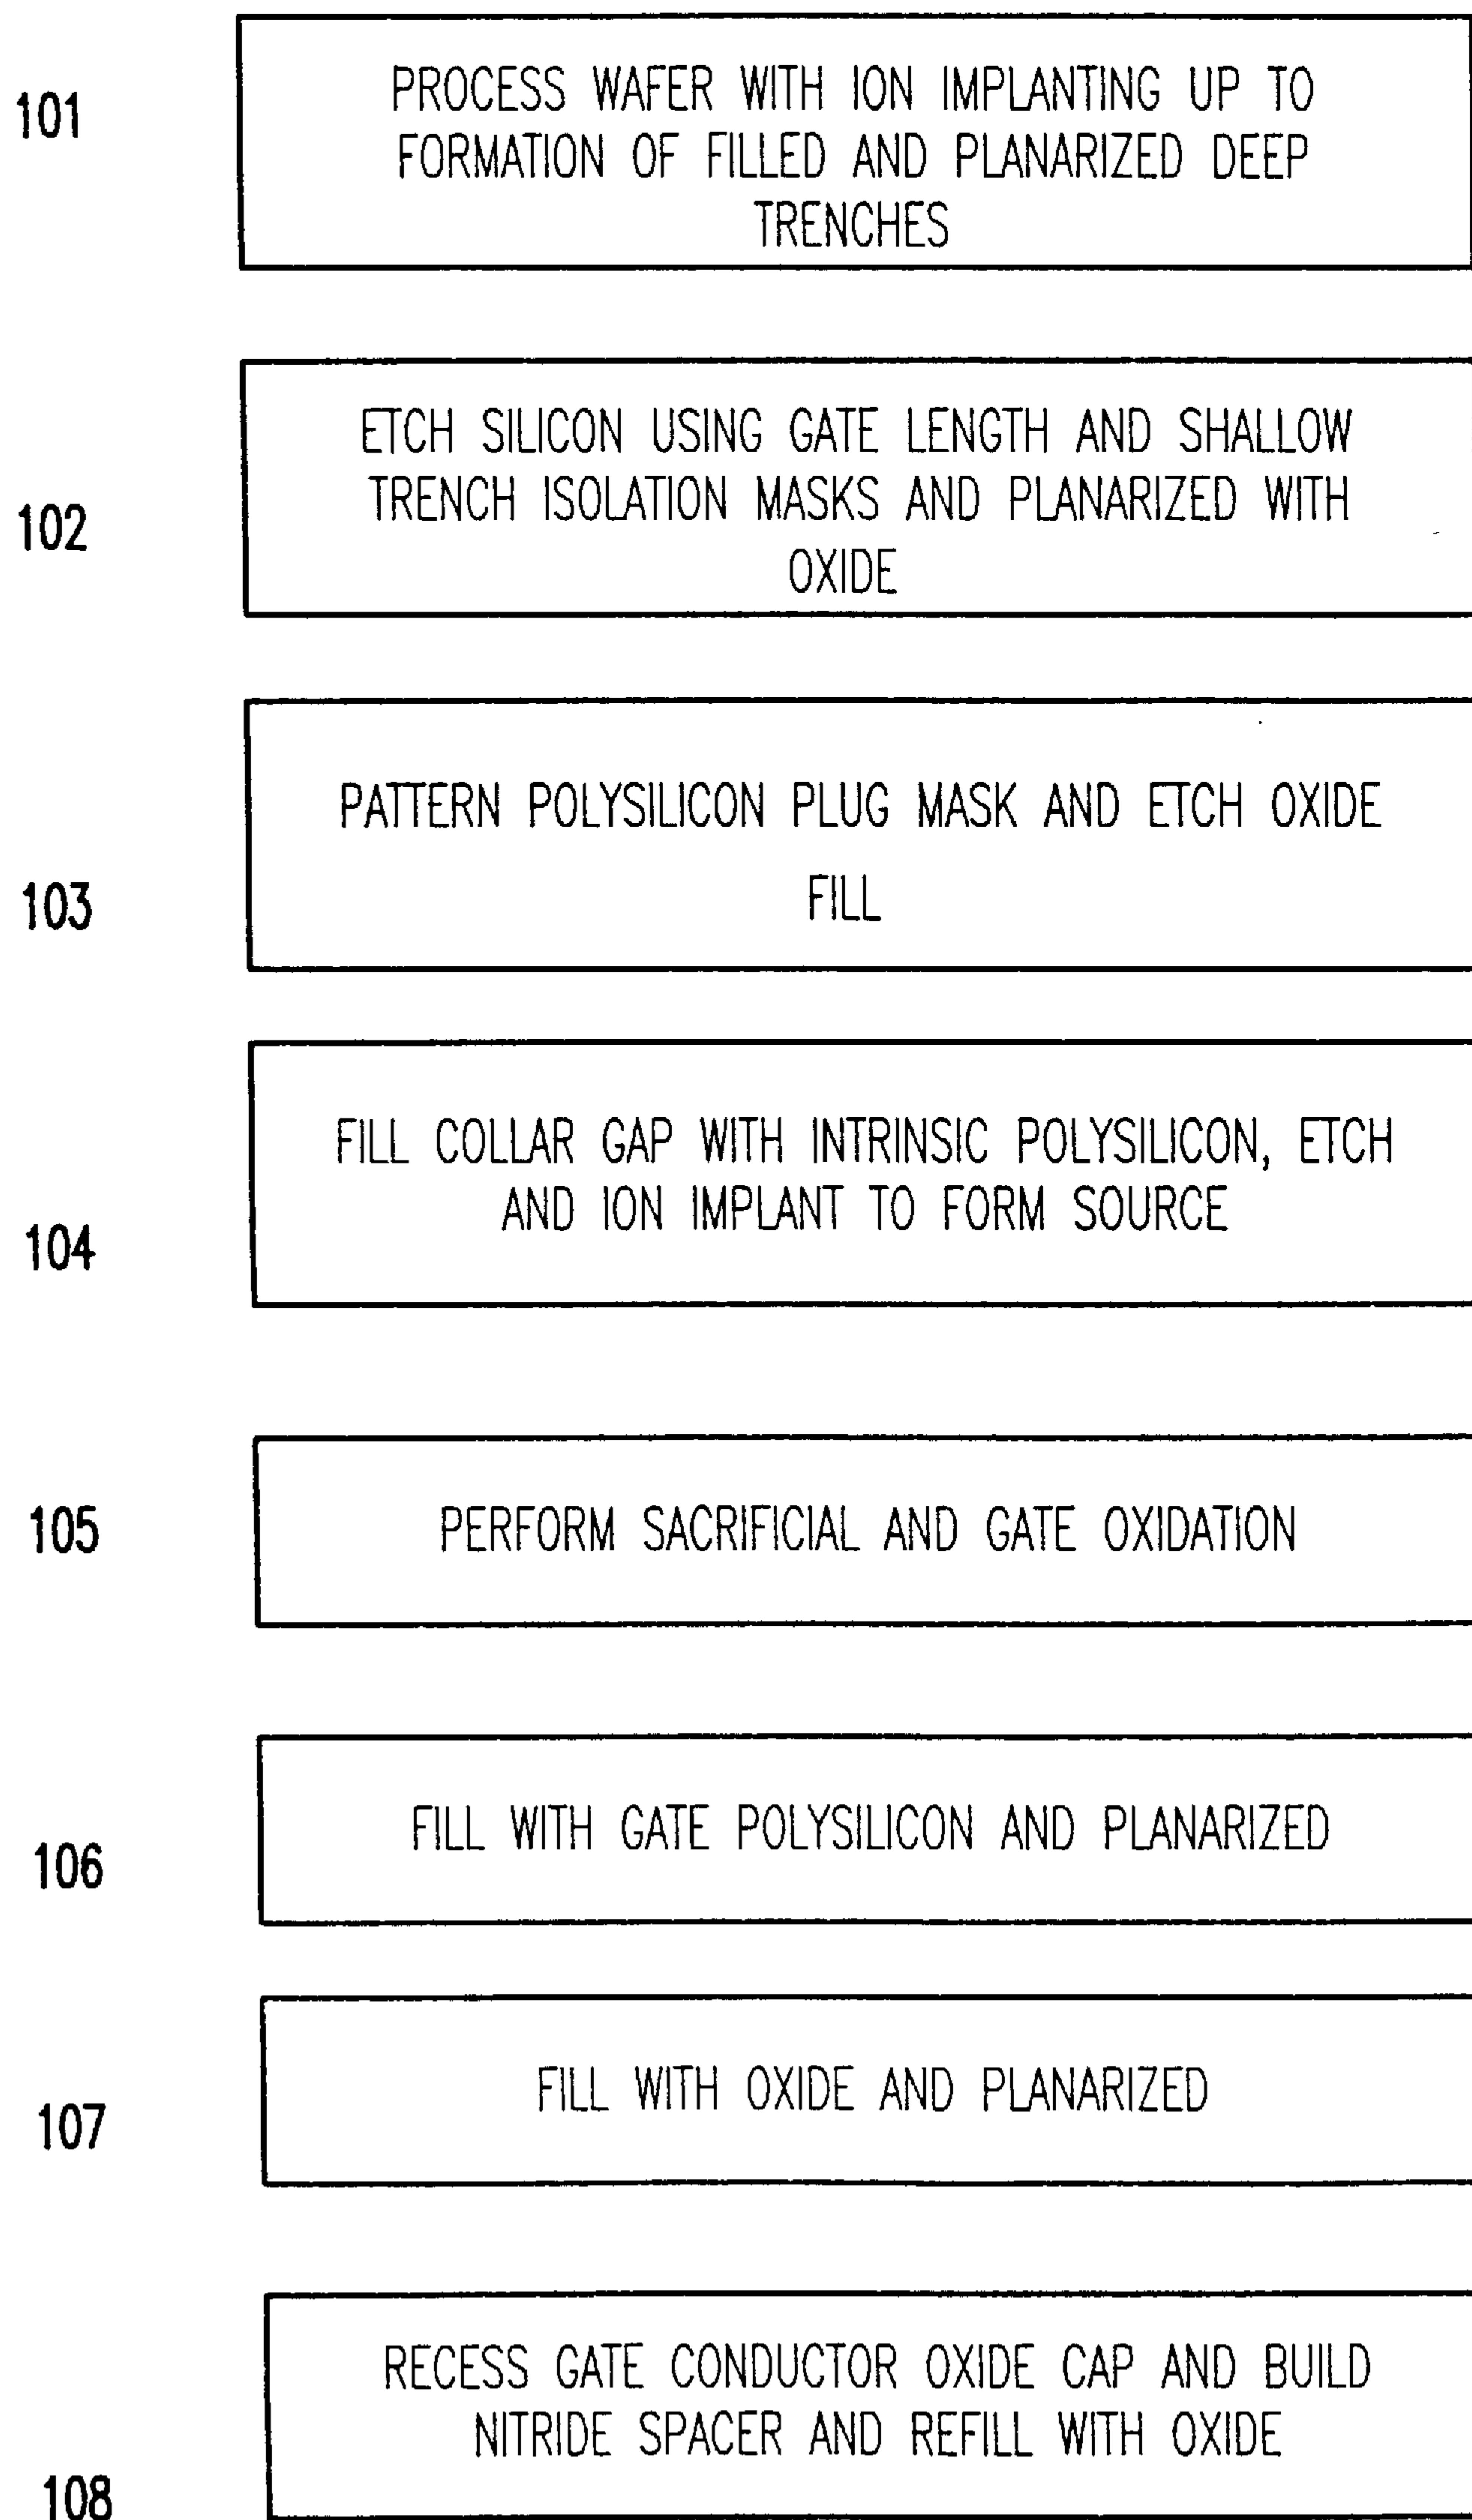 101
PROCESS WAFER WITH ION IMPLANTING UP TO
FORMATION OF FILLED AND PLANARIZED DEEP
TRENCHES
102
ETCH SILICON USING GATE LENGTH AND SHALLOW
TRENCH ISOLATION MASKS AND PLANARIZED WITH
OXIDE
103
PATTERN POLYSILICON PLUG MASK AND ETCH OXIDE
FILL
104
FILL COLLAR GAP WITH INTRINSIC POLYSILICON, ETCH
AND ION IMPLANT TO FORM SOURCE
105
PERFORM SACRIFICIAL AND GATE OXIDATION
106
FILL WITH GATE POLYSILICON AND PLANARIZED
107
FILL WITH OXIDE AND PLANARIZED
108
RECESS GATE CONDUCTOR OXIDE CAP AND BUILD
NITRIDE SPACER AND REFILL WITH OXIDE